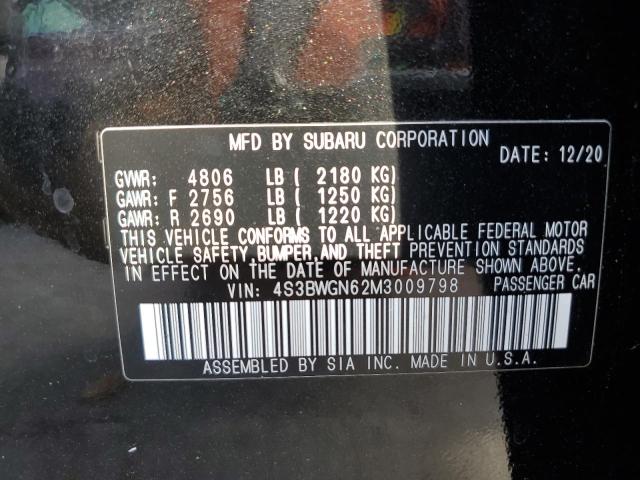 MFD BY SUBARU CORPORATION
DATE: 12/20
GVWR: 4806 LB ( 2180 KG)
GAWR: F 2756 LB ( 1250 KG)
GAWR: R 2690 LB ( 1220 KG)
THIS VEHICLE CONFORMS TO ALL APPLICABLE FEDERAL MOTOR
VEHICLE SAFETY, BUMPER, AND THEFT PREVENTION STANDARDS
IN EFFECT ON THE DATE OF MANUFACTURE SHOWN ABOVE.
VIN: 4S3BWGN62M3009798 PASSENGER CAR
ASSEMBLED BY SIA INC. MADE IN U.S.A.